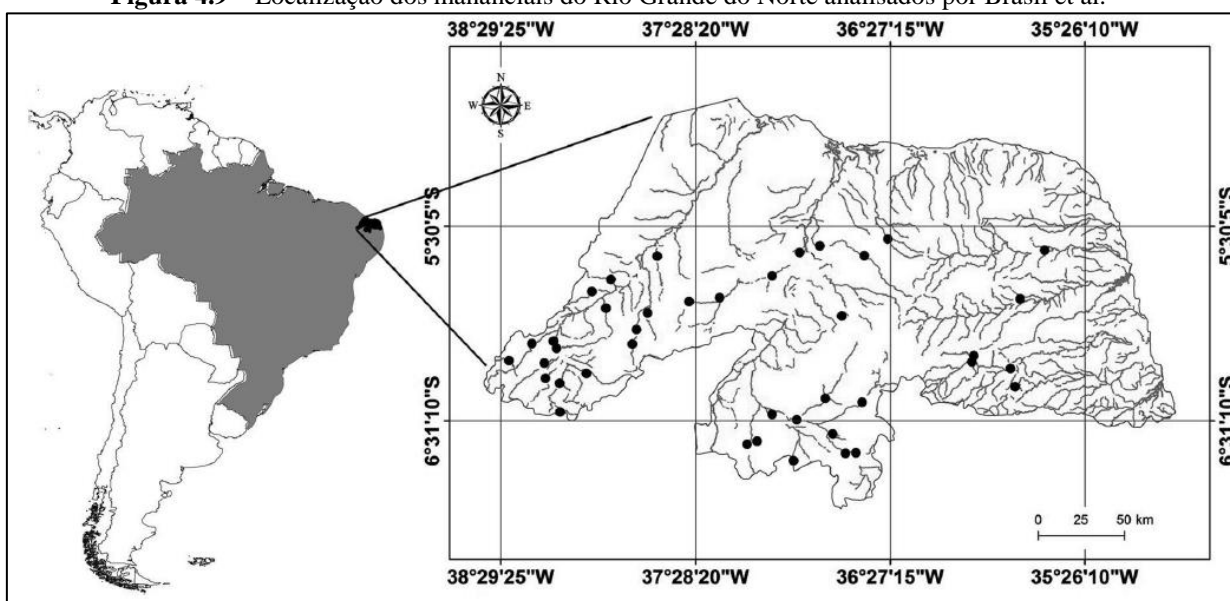 Figura 4.9 – Localização dos mananciais do Rio Grande do Norte analisados por Brasil et al.
38°29'25"W 37°28'20"W 36°27'15"W 35°26'10"W
N
W E
S
5°30'5"S 5°30'5"S
6°31'10"S 6°31'10"S
0 25 50 km
38°29'25"W 37°28'20"W 36°27'15"W 35°26'10"W